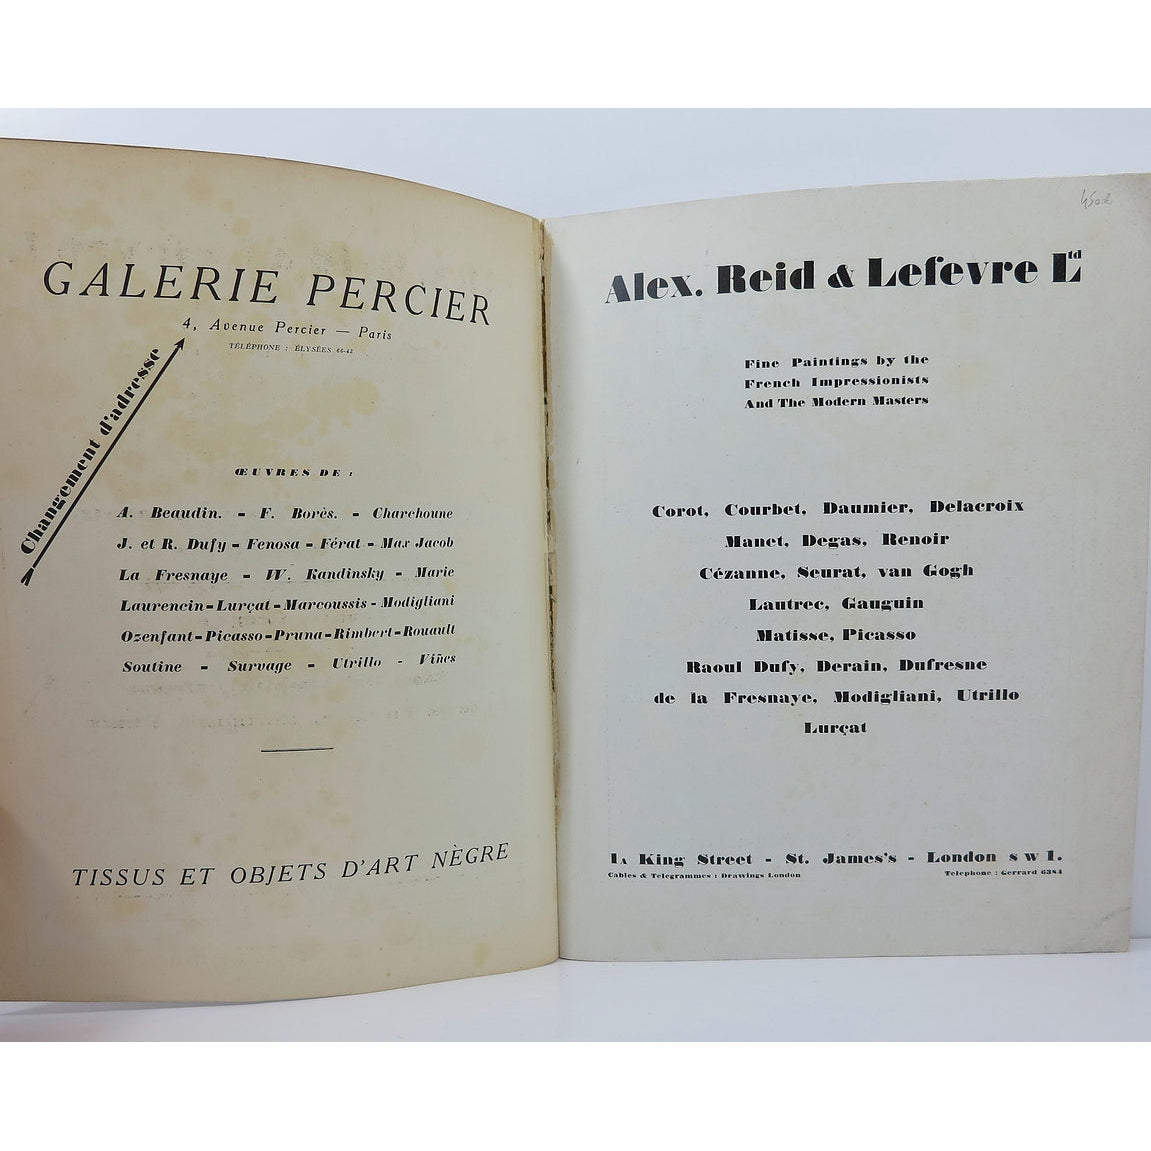 GALERIE PERCIER
4, Avenue Percier — Paris
TÉLÉPHONE : ÉLYSÉES 66-42
Changement d'adresse
ŒUVRES DE :
A. Beaudin. - F. Borès. - Charchoune
J. et R. Dufy - Fenosa - Férat - Max Jacob
La Fresnaye - W. Kandinsky - Marie
Laurencin - Lurçat - Marcoussis - Modigliani
Ozenfant - Picasso - Pruna - Rimbert - Rouault
Soutine - Survage - Utrillo - Viñes
TISSUS ET OBJETS D'ART NÈGRE
Alex. Reid & Lefevre Ltd
Fine Paintings by the
French Impressionists
And The Modern Masters
Corot, Courbet, Daumier, Delacroix
Manet, Degas, Renoir
Cézanne, Seurat, van Gogh
Lautrec, Gauguin
Matisse, Picasso
Raoul Dufy, Derain, Dufresne
de la Fresnaye, Modigliani, Utrillo
Lurçat
1A King Street - St. James's - London S W 1.
Cables & Telegrammes : Drawings London
Telephone : Gerrard 6384